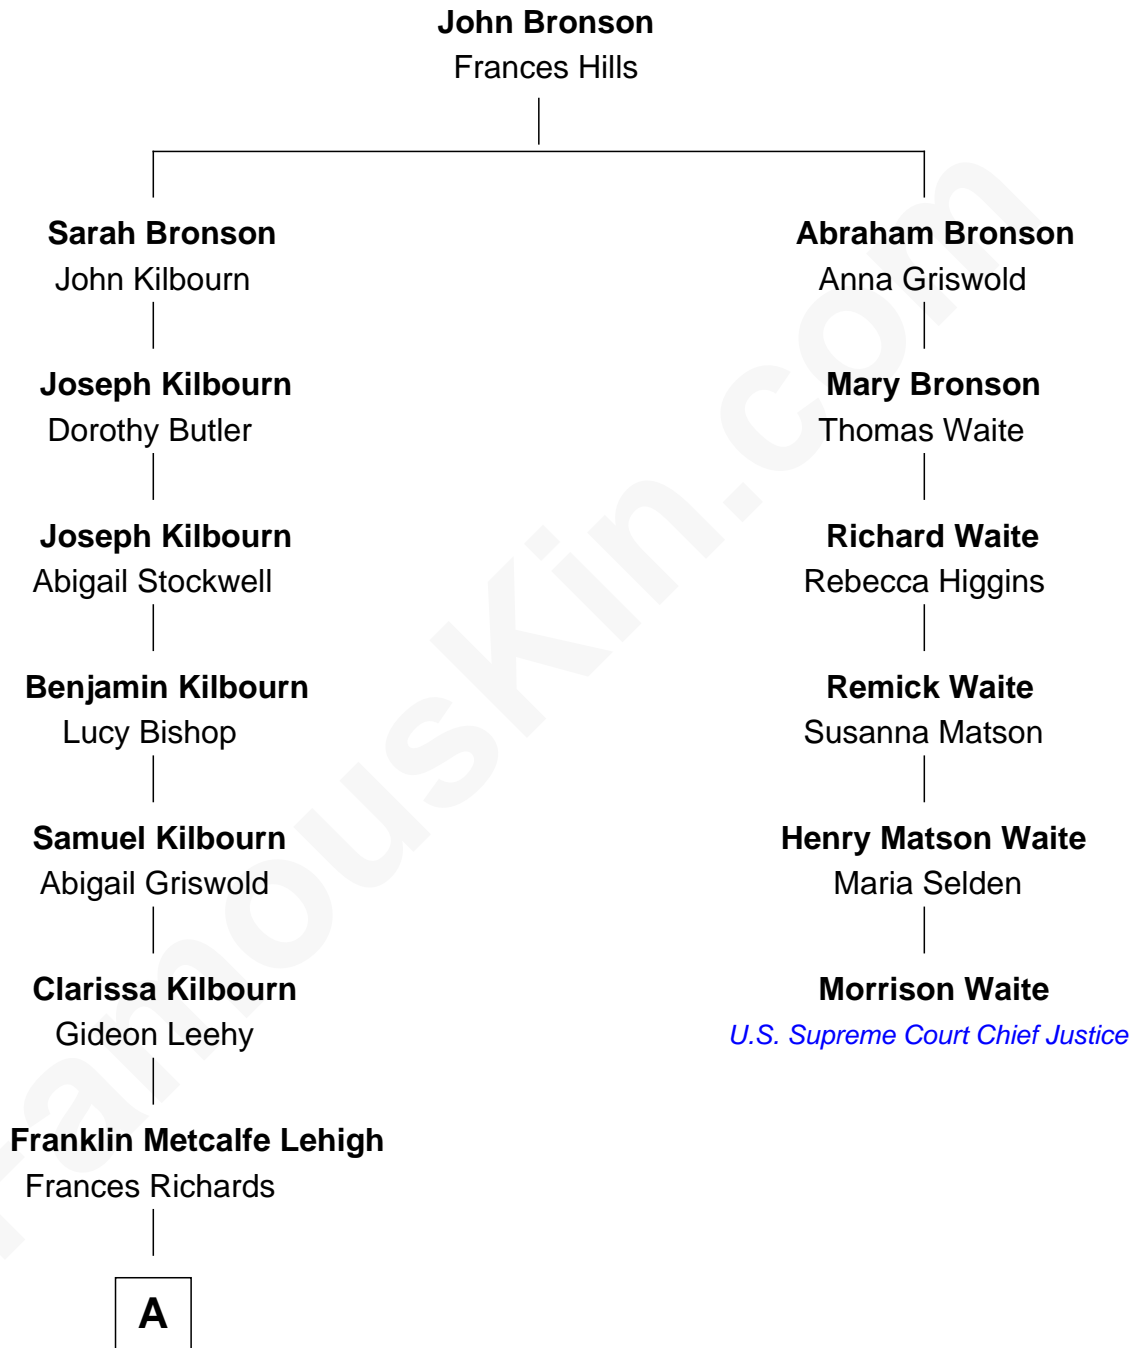 John Bronson
Frances Hills
Sarah Bronson
John Kilbourn
Abraham Bronson
Anna Griswold
Joseph Kilbourn
Dorothy Butler
Mary Bronson
Thomas Waite
Joseph Kilbourn
Abigail Stockwell
Richard Waite
Rebecca Higgins
Benjamin Kilbourn
Lucy Bishop
Remick Waite
Susanna Matson
Samuel Kilbourn
Abigail Griswold
Henry Matson Waite
Maria Selden
Clarissa Kilbourn
Gideon Leehy
Morrison Waite
U.S. Supreme Court Chief Justice
Franklin Metcalfe Lehigh
Frances Richards
A
FamousKin.com